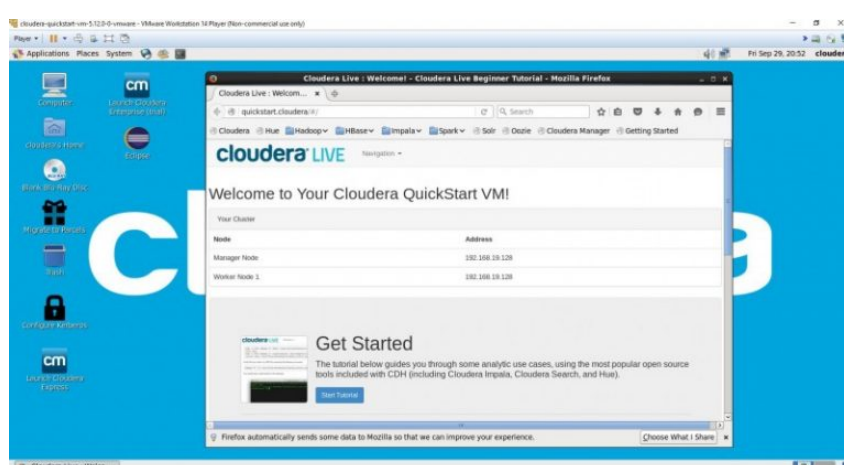 cloudera-quickstart-vm-5.12.0-0-vmware - VMware Workstation 14 Player (Non-commercial use only)
Player
Applications Places System
Fri Sep 29, 20:52 clouder
Computer
Launch Cloudera Enterprise (trial)
cloudera's Home
Eclipse
Blank Blu-Ray Disc
Migrate to Parcels
Trash
Configure Kerberos
Launch Cloudera Express
Cloudera Live : Welcome! - Cloudera Live Beginner Tutorial - Mozilla Firefox
Cloudera Live : Welcom...
quickstart.cloudera/#/
Search
Cloudera Hue Hadoop HBase Impala Spark Solr Oozie Cloudera Manager Getting Started
cloudera LIVE Navigation
Welcome to Your Cloudera QuickStart VM!
Your Cluster
Node Address
Manager Node 192.168.19.128
Worker Node 1 192.168.19.128
Get Started
The tutorial below guides you through some analytic use cases, using the most popular open source
tools included with CDH (including Cloudera Impala, Cloudera Search, and Hue).
Start Tutorial
Firefox automatically sends some data to Mozilla so that we can improve your experience.
Choose What I Share